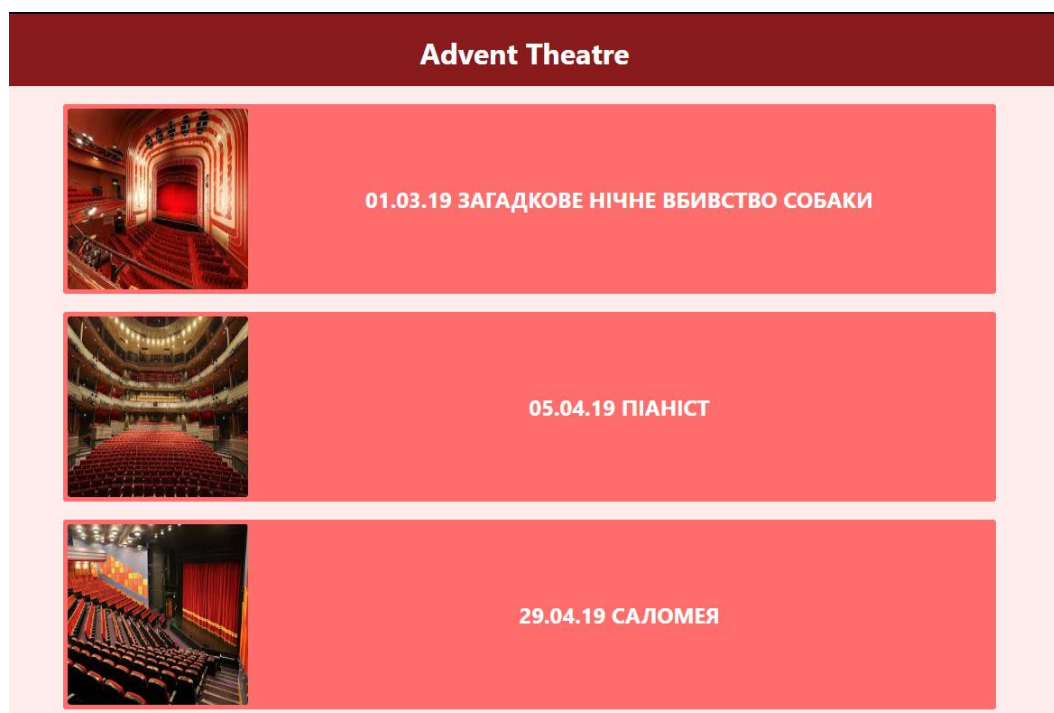 Advent Theatre
01.03.19 ЗАГАДКОВЕ НІЧНЕ ВБИВСТВО СОБАКИ
05.04.19 ПІАНІСТ
29.04.19 САЛОМЕЯ